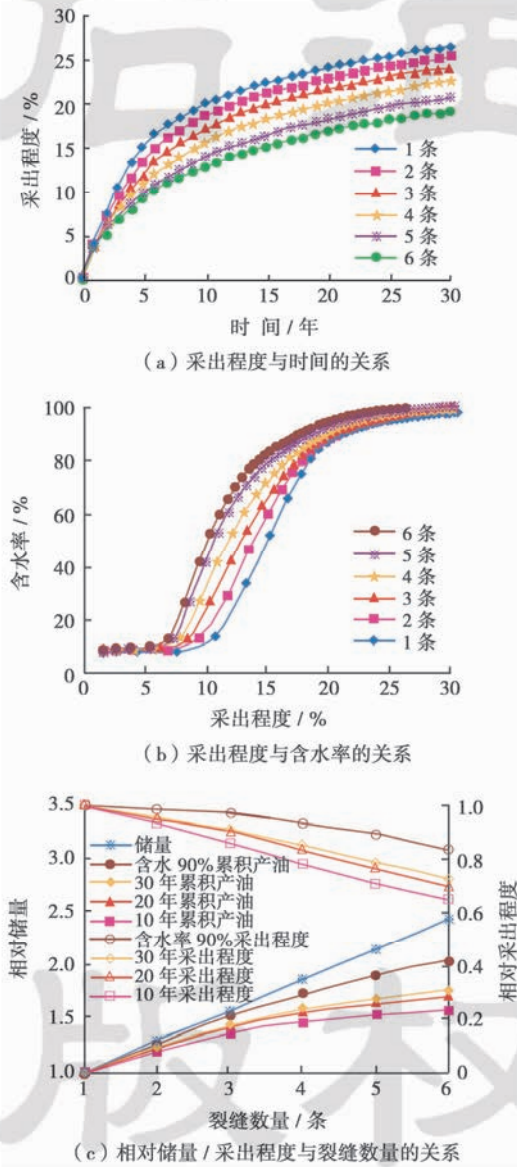 30
25
20
15
10
5
0
采出程度 / %
1 条
2 条
3 条
4 条
5 条
6 条
0 5 10 15 20 25 30
时 间 / 年
(a) 采出程度与时间的关系
100
80
60
40
20
0
含水率 / %
6 条
5 条
4 条
3 条
2 条
1 条
0 5 10 15 20 25 30
采出程度 / %
(b) 采出程度与含水率的关系
3.5
3.0
2.5
2.0
1.5
1.0
相对储量
储量
含水 90%累积产油
30 年累积产油
20 年累积产油
10 年累积产油
含水率 90%采出程度
30 年采出程度
20 年采出程度
10 年采出程度
1.0
0.8
0.6
0.4
0.2
0
相对采出程度
1 2 3 4 5 6
裂缝数量 / 条
(c) 相对储量 / 采出程度与裂缝数量的关系
版权